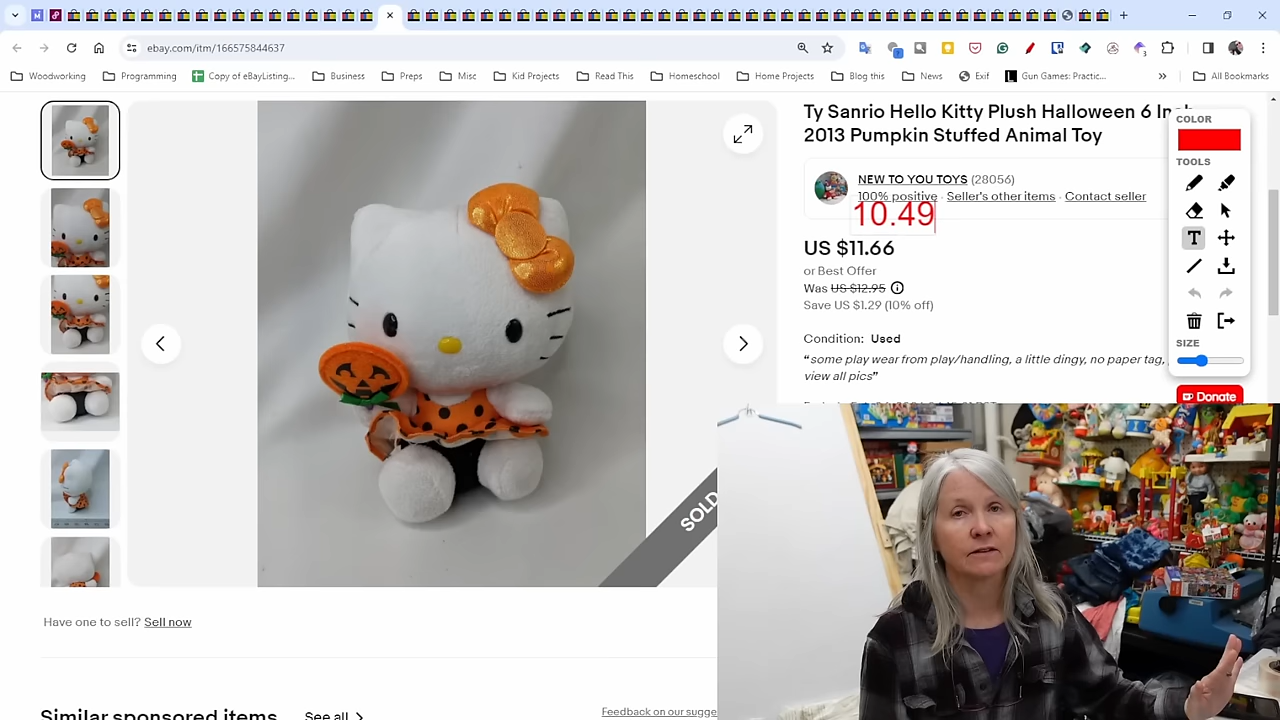 ebay.com/itm/166575844637
Woodworking
Programming
Copy of eBayListing...
Business
Preps
Misc
Kid Projects
Read This
Homeschool
Home Projects
Blog this
News
Exif
Gun Games: Practic...
All Bookmarks
Ty Sanrio Hello Kitty Plush Halloween 6 Inch
2013 Pumpkin Stuffed Animal Toy
NEW TO YOU TOYS (28056)
100% positive · Seller's other items · Contact seller
10.49
US $11.66
or Best Offer
Was US $12.95
Save US $1.29 (10% off)
Condition: Used
“some play wear from play/handling, a little dingy, no paper tag,
view all pics”
COLOR
TOOLS
T
SIZE
Donate
SOLD
Have one to sell? Sell now
Similar sponsored items See all
Feedback on our sugge